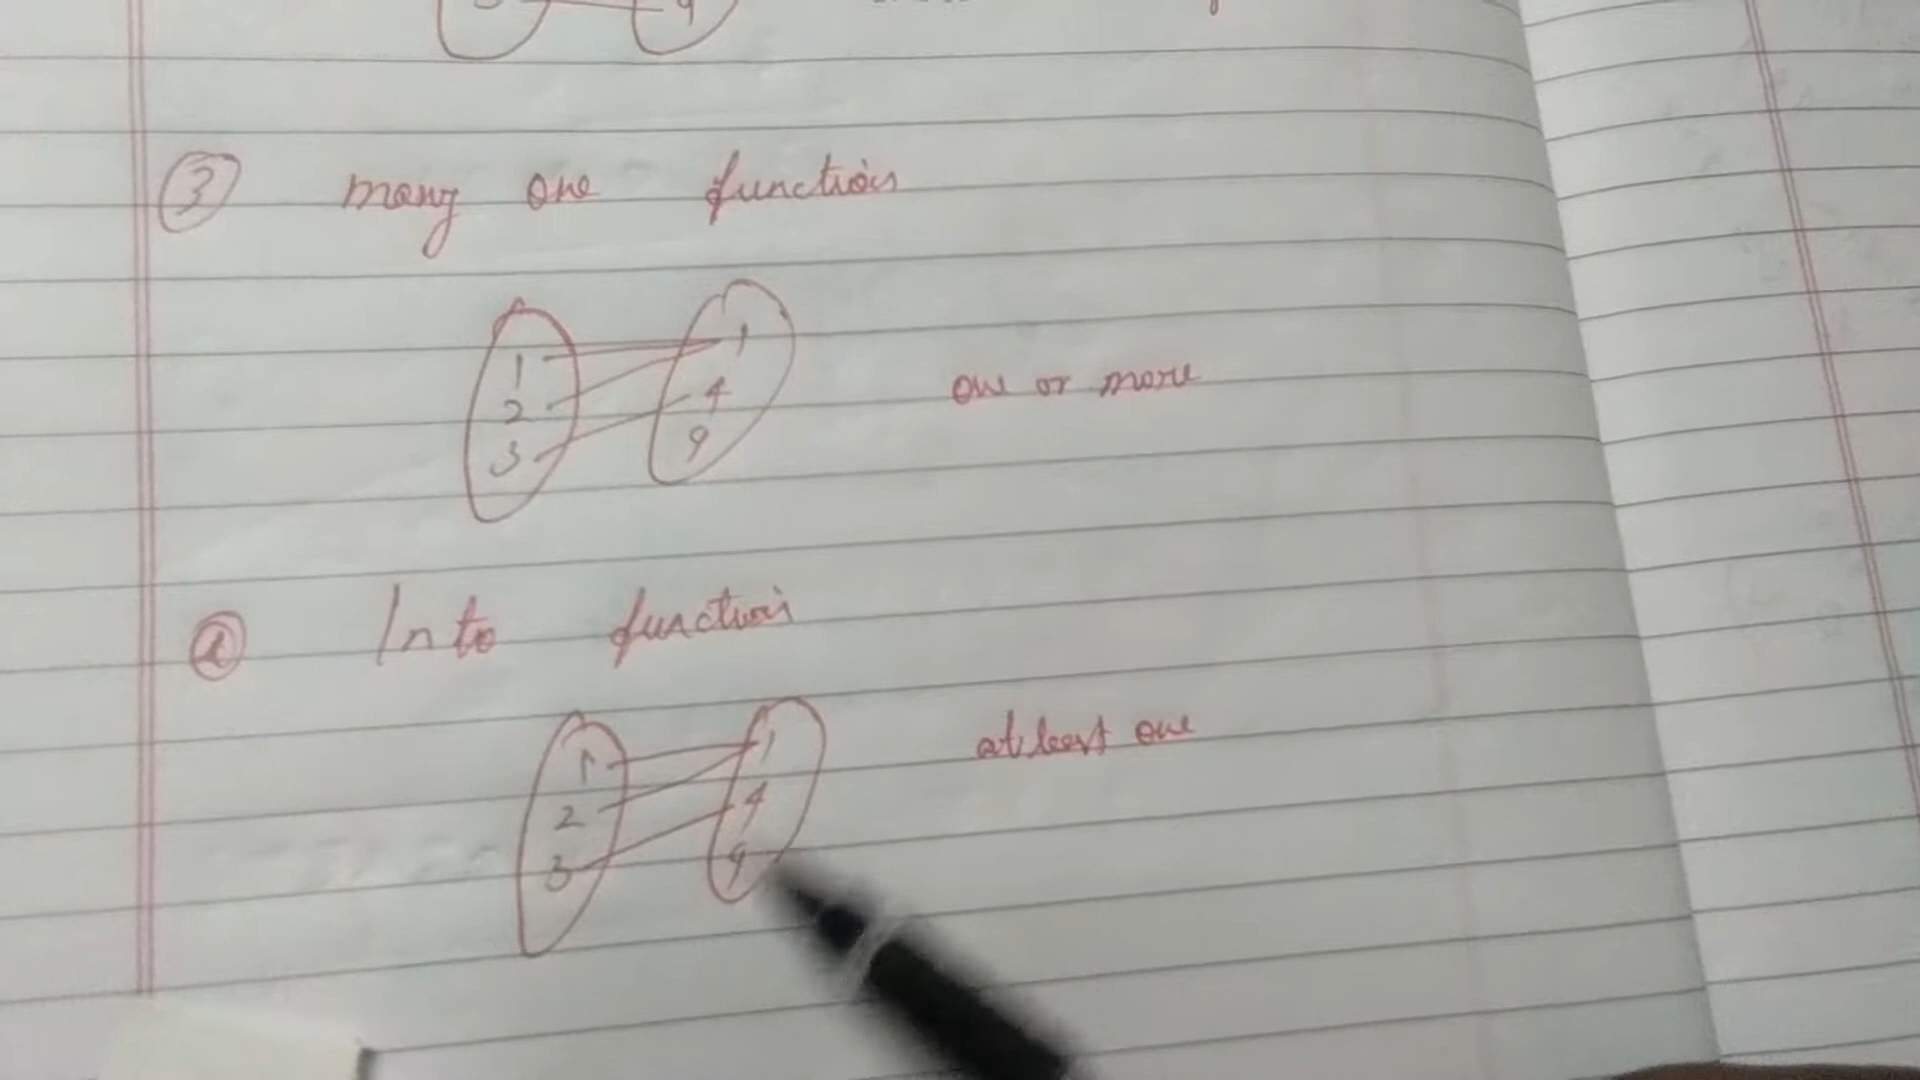 9
3 many one function
1 1
2 4
3 9
one or more
Into function
1 1
2 4
3 9
atleast one